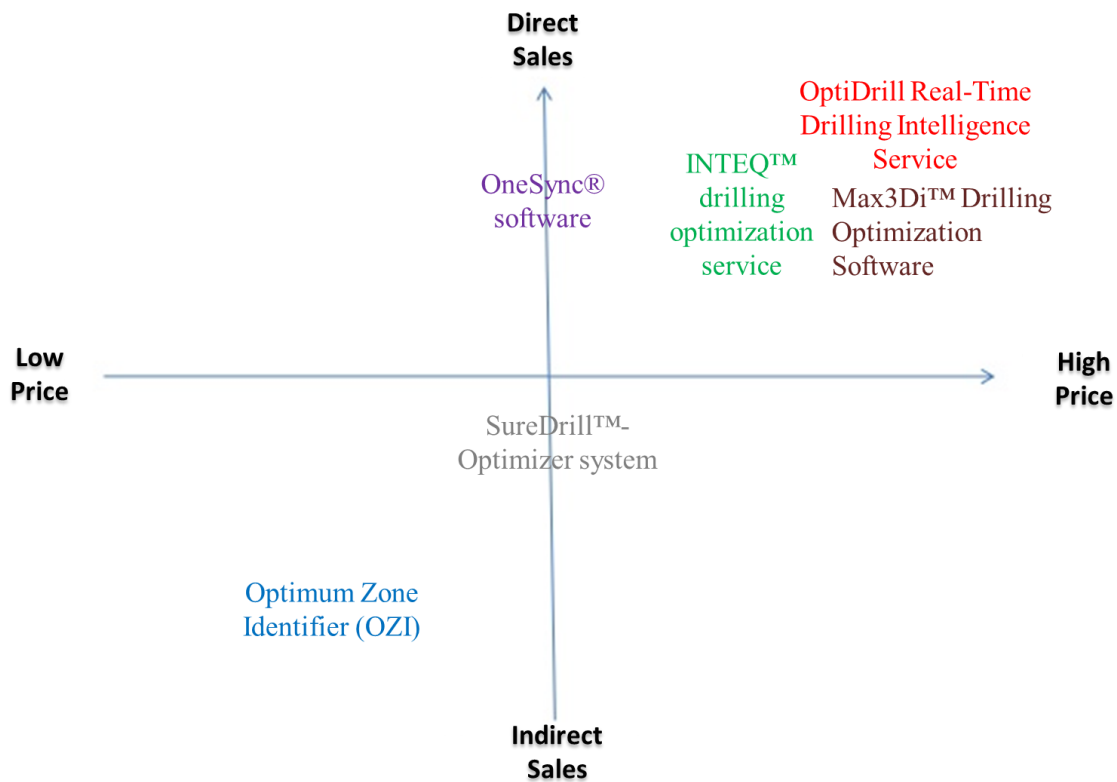 Direct
Sales
OptiDrill Real-Time
Drilling Intelligence
Service
INTEQ™
drilling
optimization
service
OneSync®
software
Max3Di™ Drilling
Optimization
Software
Low
Price
High
Price
SureDrill™-
Optimizer system
Optimum Zone
Identifier (OZI)
Indirect
Sales